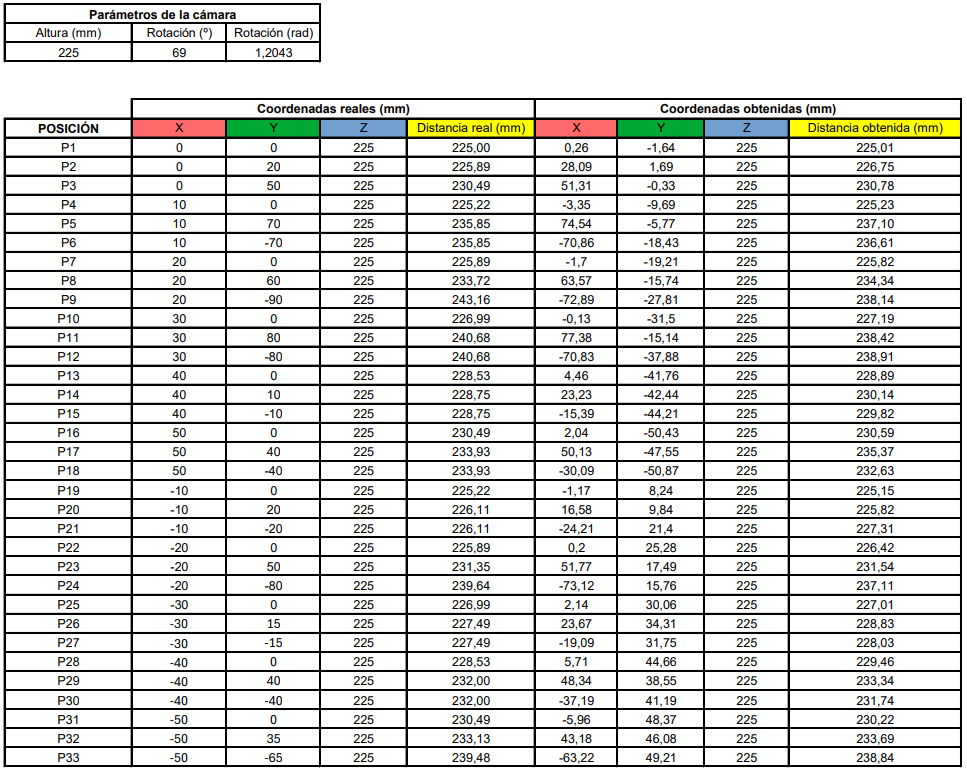 Parámetros de la cámara
Altura (mm) Rotación (º) Rotación (rad)
225 69 1,2043
Coordenadas reales (mm) Coordenadas obtenidas (mm)
POSICIÓN X Y Z Distancia real (mm) X Y Z Distancia obtenida (mm)
P1 0 0 225 225,00 0,26 -1,64 225 225,01
P2 0 20 225 225,89 28,09 1,69 225 226,75
P3 0 50 225 230,49 51,31 -0,33 225 230,78
P4 10 0 225 225,22 -3,35 -9,69 225 225,23
P5 10 70 225 235,85 74,54 -5,77 225 237,10
P6 10 -70 225 235,85 -70,86 -18,43 225 236,61
P7 20 0 225 225,89 -1,7 -19,21 225 225,82
P8 20 60 225 233,72 63,57 -15,74 225 234,34
P9 20 -90 225 243,16 -72,89 -27,81 225 238,14
P10 30 0 225 226,99 -0,13 -31,5 225 227,19
P11 30 80 225 240,68 77,38 -15,14 225 238,42
P12 30 -80 225 240,68 -70,83 -37,88 225 238,91
P13 40 0 225 228,53 4,46 -41,76 225 228,89
P14 40 10 225 228,75 23,23 -42,44 225 230,14
P15 40 -10 225 228,75 -15,39 -44,21 225 229,82
P16 50 0 225 230,49 2,04 -50,43 225 230,59
P17 50 40 225 233,93 50,13 -47,55 225 235,37
P18 50 -40 225 233,93 -30,09 -50,87 225 232,63
P19 -10 0 225 225,22 -1,17 8,24 225 225,15
P20 -10 20 225 226,11 16,58 9,84 225 225,82
P21 -10 -20 225 226,11 -24,21 21,4 225 227,31
P22 -20 0 225 225,89 0,2 25,28 225 226,42
P23 -20 50 225 231,35 51,77 17,49 225 231,54
P24 -20 -80 225 239,64 -73,12 15,76 225 237,11
P25 -30 0 225 226,99 2,14 30,06 225 227,01
P26 -30 15 225 227,49 23,67 34,31 225 228,83
P27 -30 -15 225 227,49 -19,09 31,75 225 228,03
P28 -40 0 225 228,53 5,71 44,66 225 229,46
P29 -40 40 225 232,00 48,34 38,55 225 233,34
P30 -40 -40 225 232,00 -37,19 41,19 225 231,74
P31 -50 0 225 230,49 -5,96 48,37 225 230,22
P32 -50 35 225 233,13 43,18 46,08 225 233,69
P33 -50 -65 225 239,48 -63,22 49,21 225 238,84